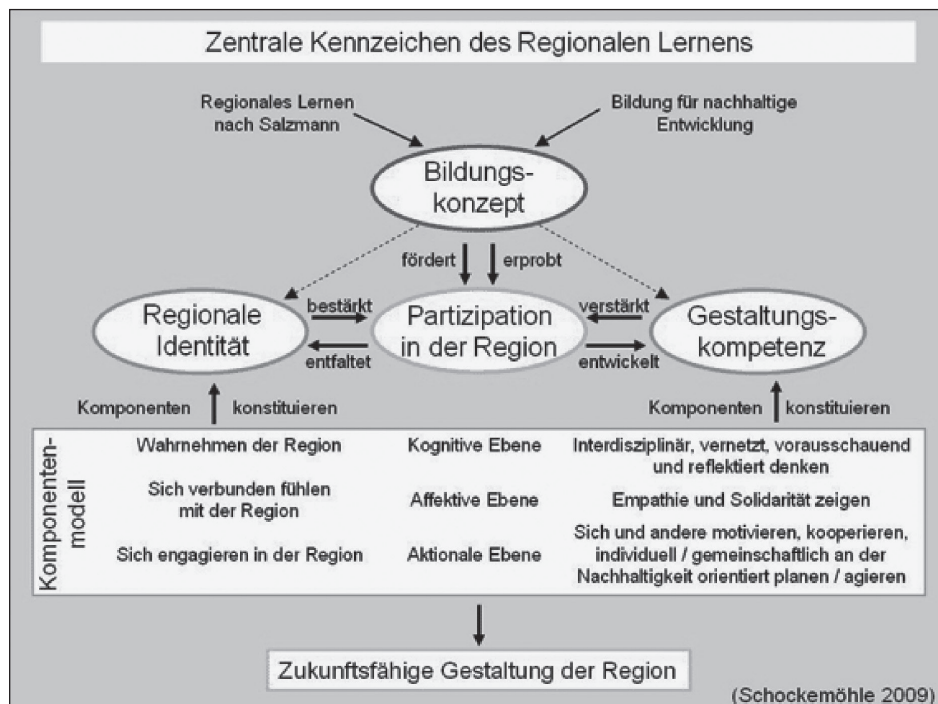 Zentrale Kennzeichen des Regionalen Lernens
Regionales Lernen
nach Salzmann
Bildung für nachhaltige
Entwicklung
Bildungs-
konzept
fördert
erprobt
Regionale
Identität
bestärkt
entfaltet
Partizipation
in der Region
verstärkt
entwickelt
Gestaltungs-
kompetenz
Komponenten konstituieren
Komponenten konstituieren
Komponenten-
modell
Wahrnehmen der Region
Kognitive Ebene
Interdisziplinär, vernetzt, vorausschauend
und reflektiert denken
Sich verbunden fühlen
mit der Region
Affektive Ebene
Empathie und Solidarität zeigen
Sich engagieren in der Region
Aktionale Ebene
Sich und andere motivieren, kooperieren,
individuell / gemeinschaftlich an der
Nachhaltigkeit orientiert planen / agieren
Zukunftsfähige Gestaltung der Region
(Schockemöhle 2009)